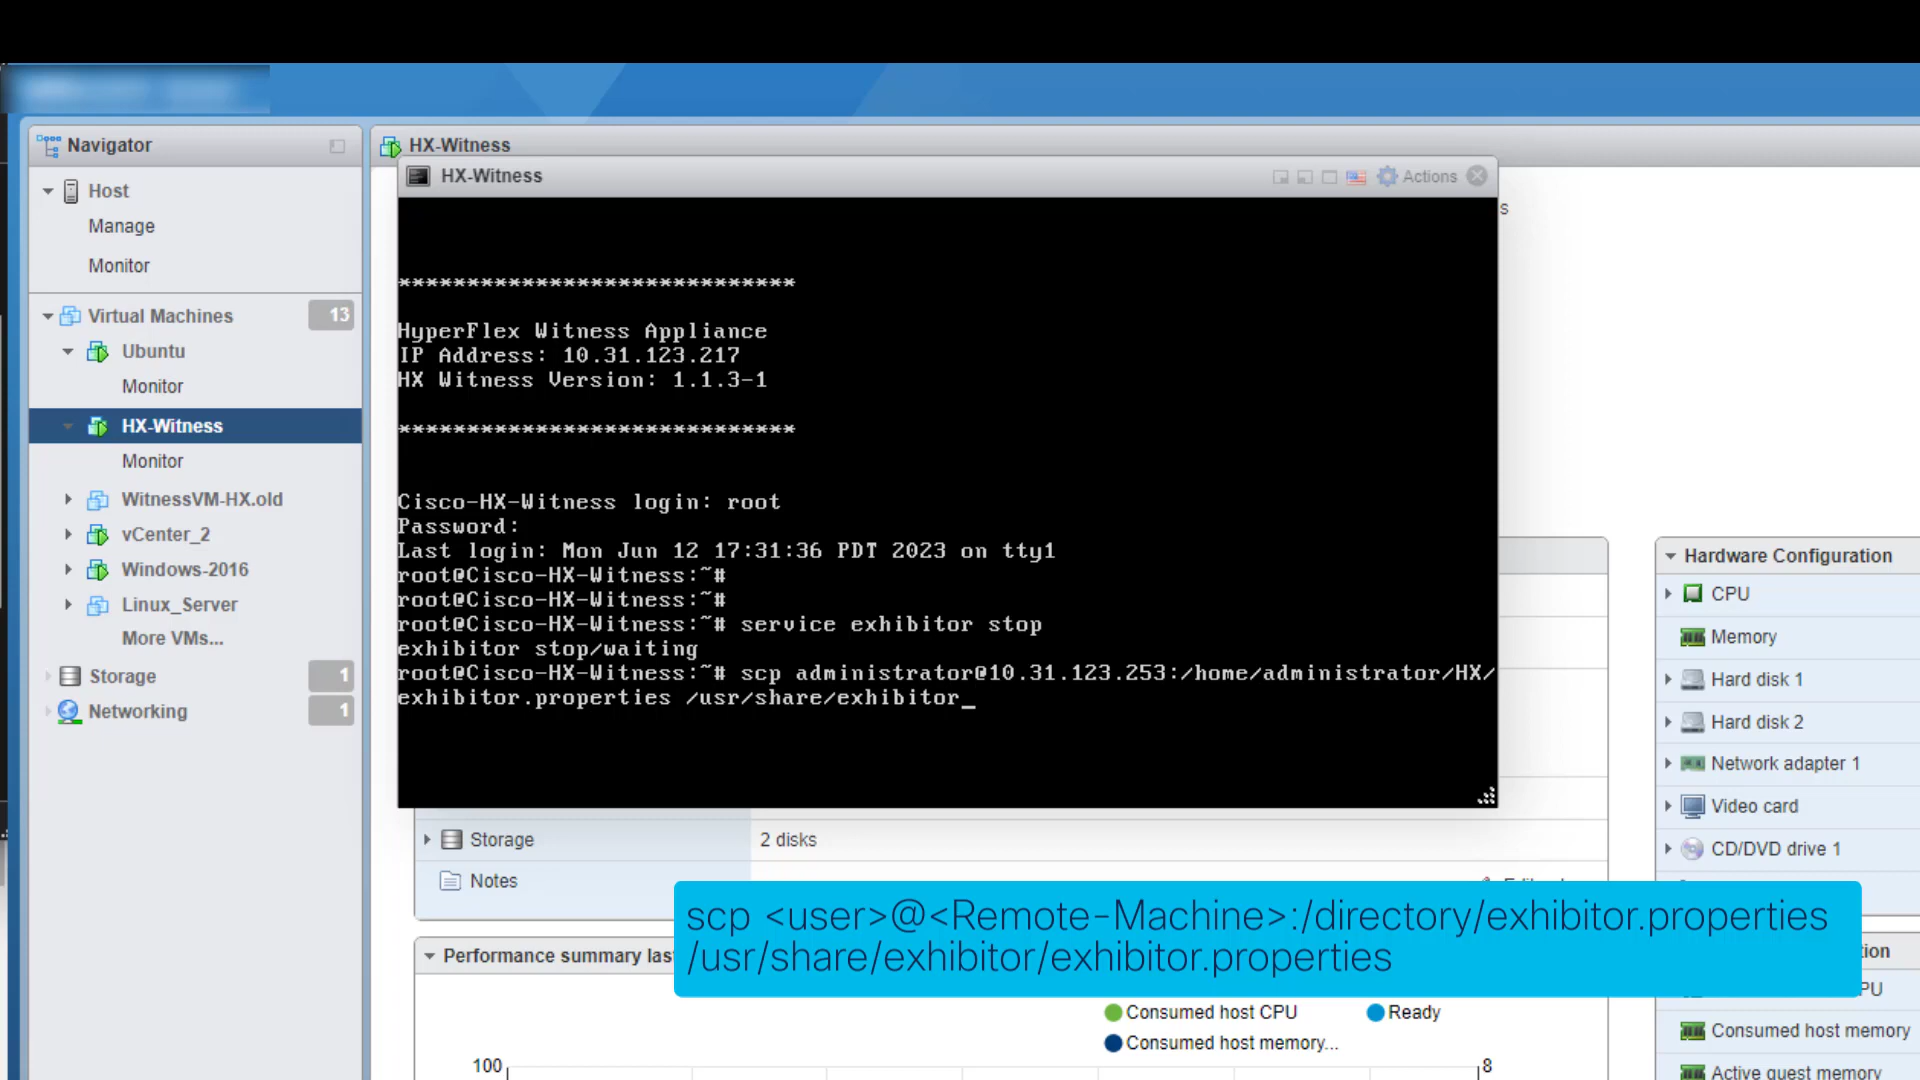 Navigator
Host
Manage
Monitor
Virtual Machines 13
Ubuntu
Monitor
HX-Witness
Monitor
WitnessVM-HX.old
vCenter_2
Windows-2016
Linux_Server
More VMs...
Storage 1
Networking 1
HX-Witness
HX-Witness
Actions
s
*****************************
HyperFlex Witness Appliance
IP Address: 10.31.123.217
HX Witness Version: 1.1.3-1
*****************************
Cisco-HX-Witness login: root
Password:
Last login: Mon Jun 12 17:31:36 PDT 2023 on tty1
root@Cisco-HX-Witness:~#
root@Cisco-HX-Witness:~#
root@Cisco-HX-Witness:~# service exhibitor stop
exhibitor stop/waiting
root@Cisco-HX-Witness:~# scp administrator@10.31.123.253:/home/administrator/HX/
exhibitor.properties /usr/share/exhibitor_
Storage 2 disks
Notes
scp <user>@<Remote-Machine>:/directory/exhibitor.properties
/usr/share/exhibitor/exhibitor.properties
Performance summary las
Consumed host CPU
Ready
Consumed host memory...
100
8
Hardware Configuration
CPU
Memory
Hard disk 1
Hard disk 2
Network adapter 1
Video card
CD/DVD drive 1
tion
PU
Consumed host memory
Active guest memory